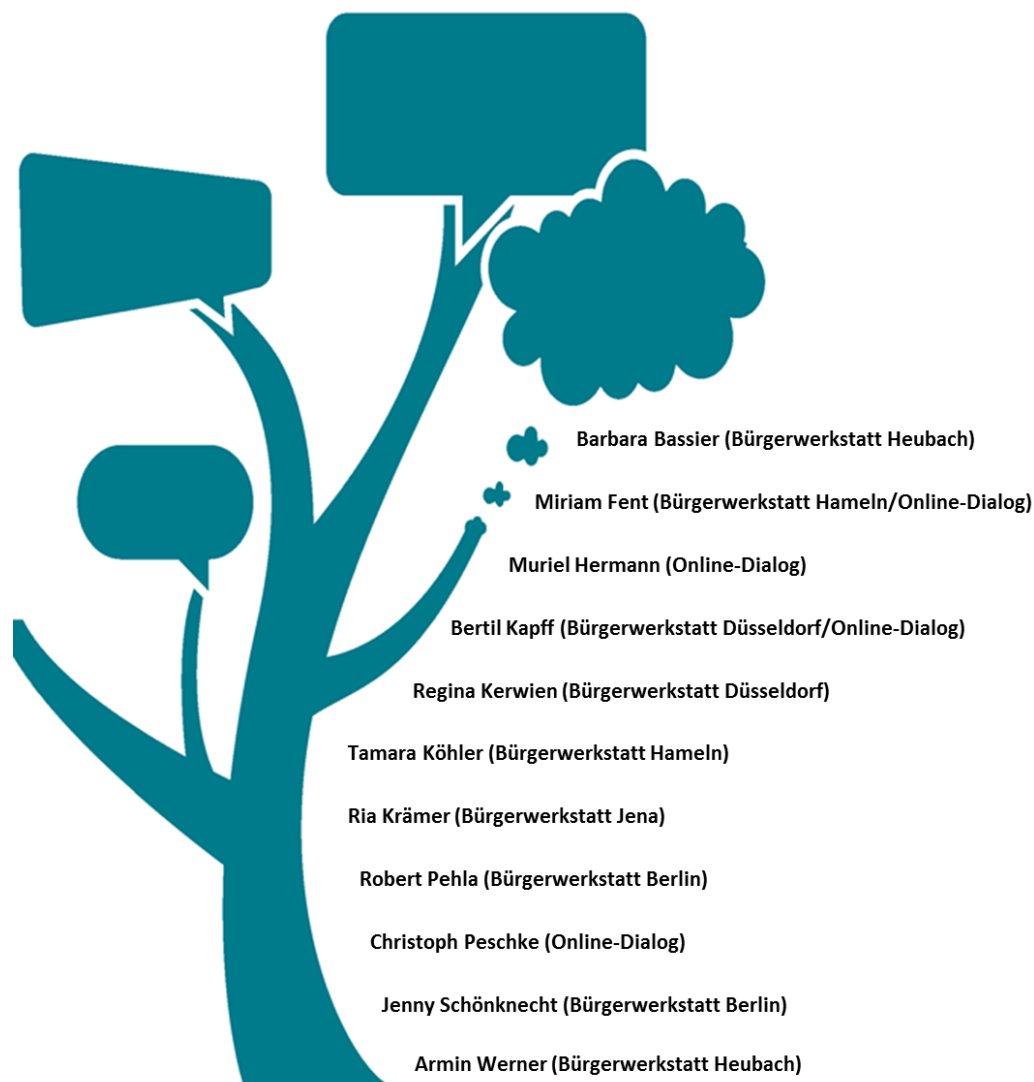 Barbara Bassier (Bürgerwerkstatt Heubach)
Miriam Fent (Bürgerwerkstatt Hameln/Online-Dialog)
Muriel Hermann (Online-Dialog)
Bertil Kapff (Bürgerwerkstatt Düsseldorf/Online-Dialog)
Regina Kerwien (Bürgerwerkstatt Düsseldorf)
Tamara Köhler (Bürgerwerkstatt Hameln)
Ria Krämer (Bürgerwerkstatt Jena)
Robert Pehla (Bürgerwerkstatt Berlin)
Christoph Peschke (Online-Dialog)
Jenny Schönknecht (Bürgerwerkstatt Berlin)
Armin Werner (Bürgerwerkstatt Heubach)